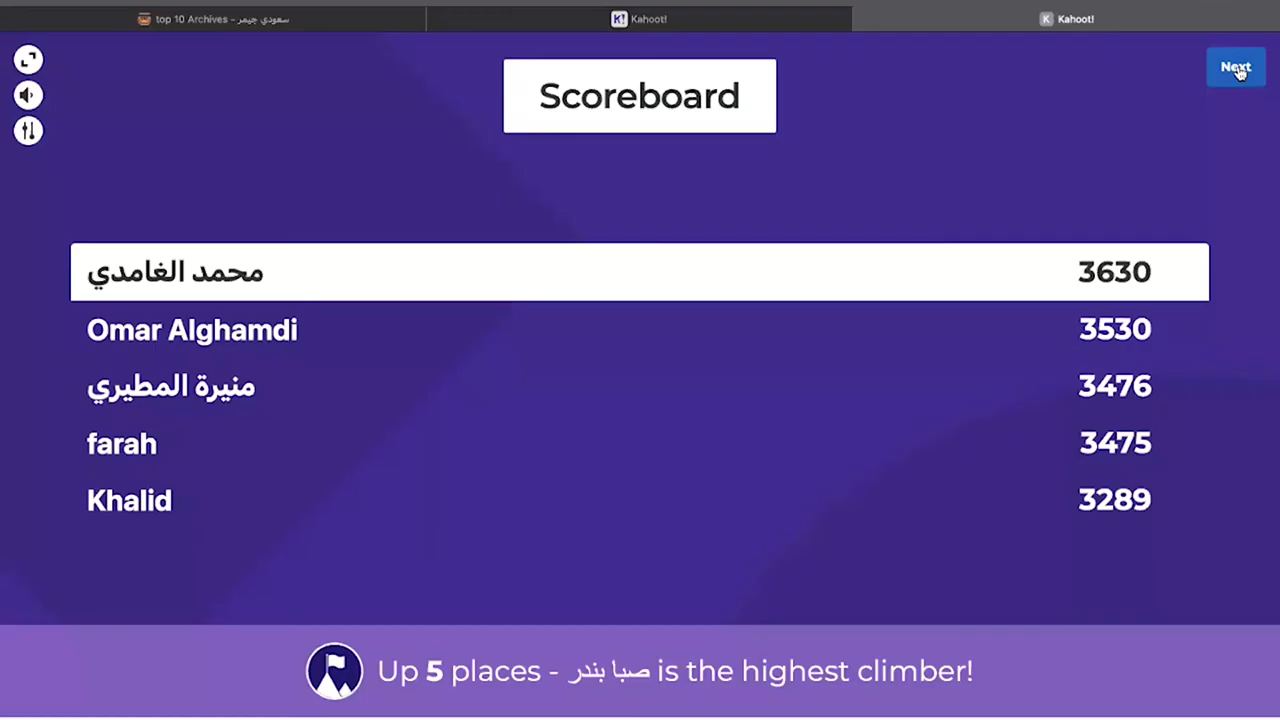 top 10 Archives - سعودي جيمر
K! Kahoot!
K Kahoot!
Next
Scoreboard
محمد الغامدي 3630
Omar Alghamdi 3530
منيرة المطيري 3476
farah 3475
Khalid 3289
Up 5 places - صبا بندر is the highest climber!